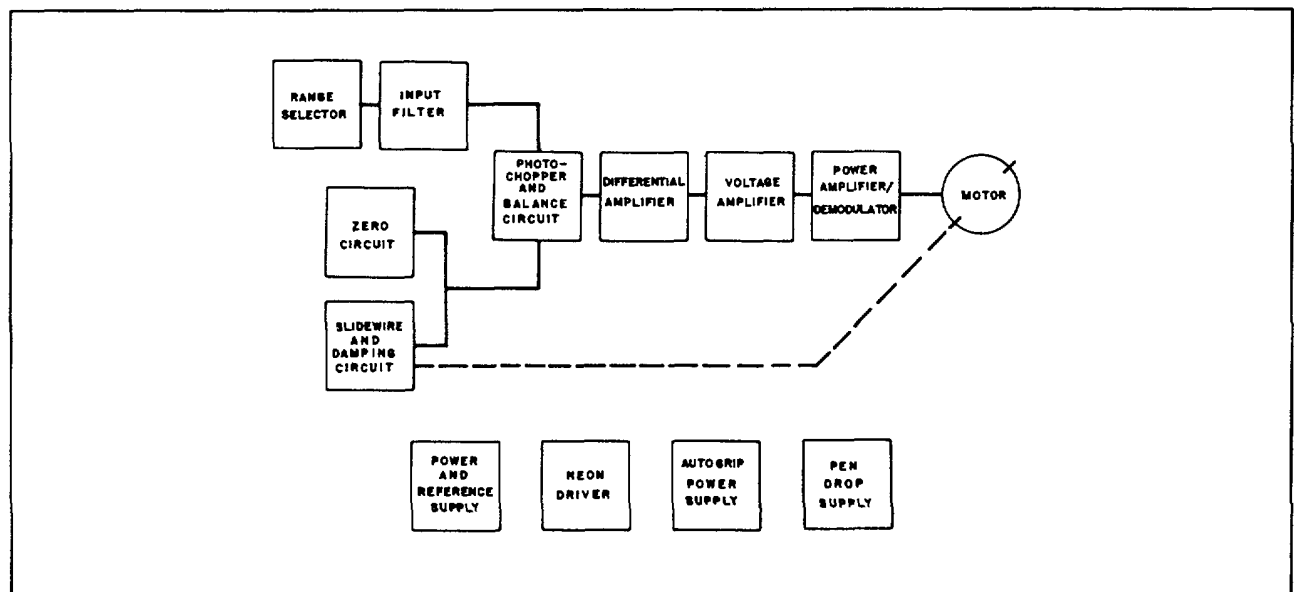 RANGE
SELECTOR
INPUT
FILTER
PHOTO-
CHOPPER
AND
BALANCE
CIRCUIT
DIFFERENTIAL
AMPLIFIER
VOLTAGE
AMPLIFIER
POWER
AMPLIFIER/
DEMODULATOR
MOTOR
ZERO
CIRCUIT
SLIDEWIRE
AND
DAMPING
CIRCUIT
POWER
AND
REFERENCE
SUPPLY
NEON
DRIVER
AUTOGRIP
POWER
SUPPLY
PEN
DROP
SUPPLY